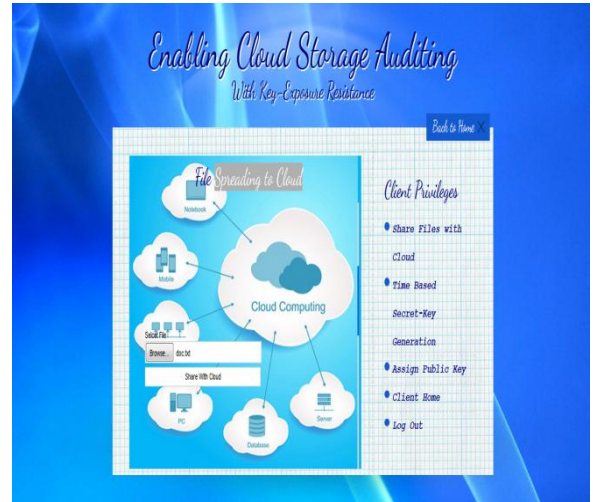 Enabling Cloud Storage Auditing
With Key-Exposure Resistance
Back to Home X
File Spreading to Cloud
Notebook
Mobile
Cloud Computing
Select File
Browse... doc.txt
Share With Cloud
PC
Database
Server
Client Privileges
Share Files with
Cloud
Time Based
Secret-Key
Generation
Assign Public Key
Client Home
Log Out